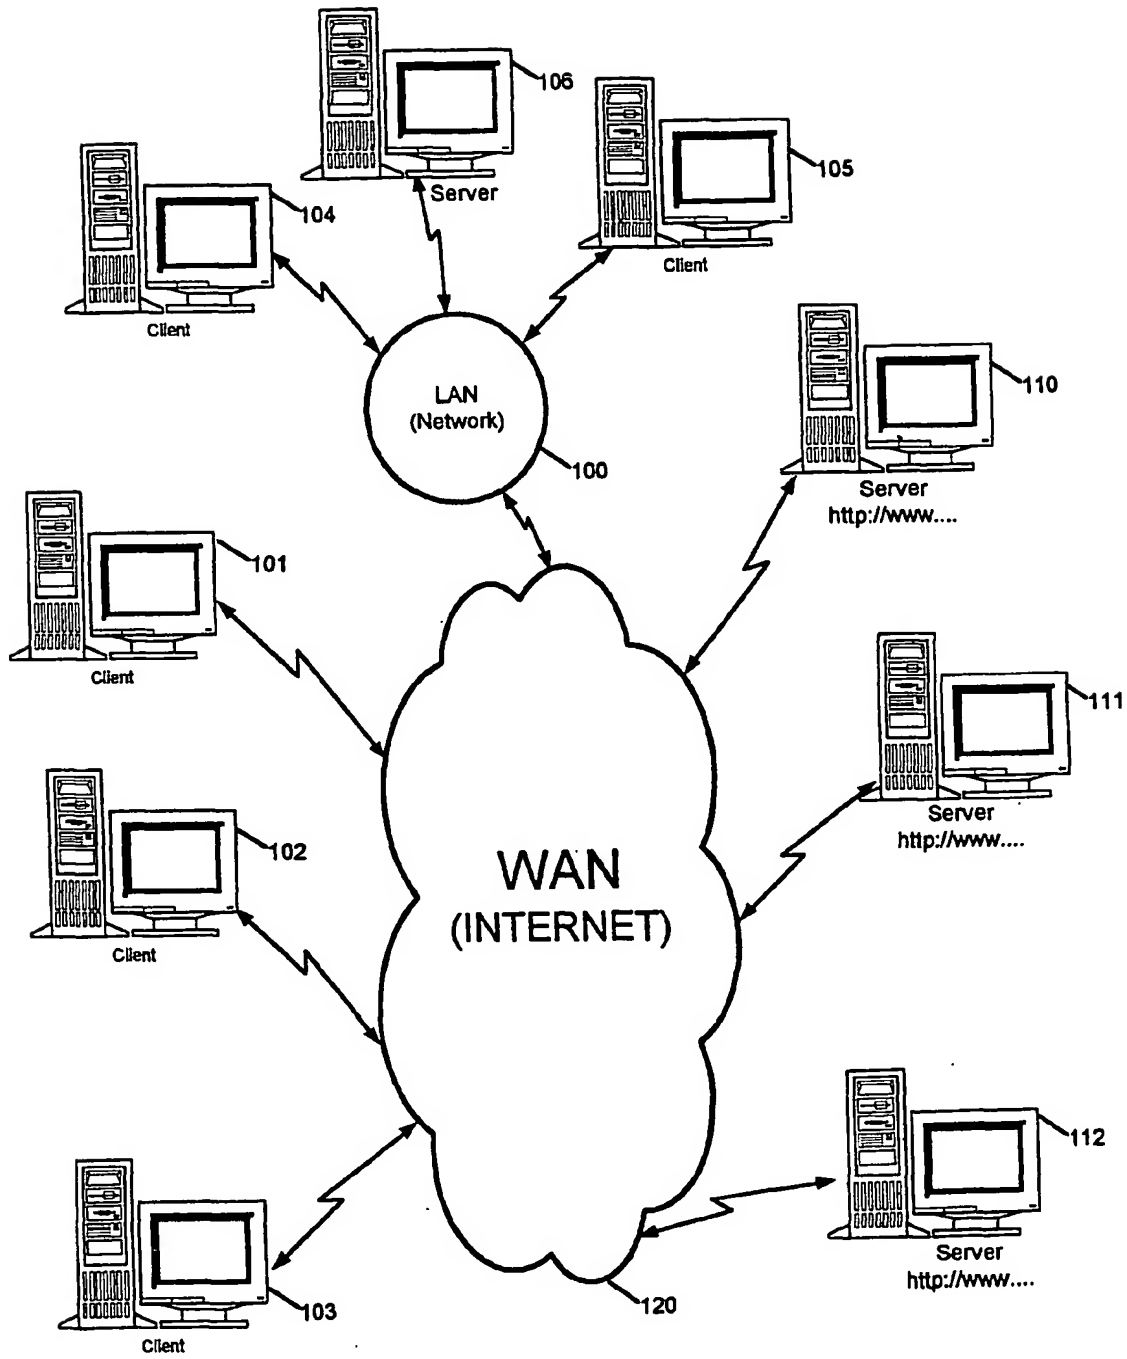 106
Server
105
Client
104
Client
LAN
(Network)
100
110
Server
http://www....
101
Client
111
Server
http://www....
102
Client
WAN
(INTERNET)
112
Server
http://www....
103
Client
120